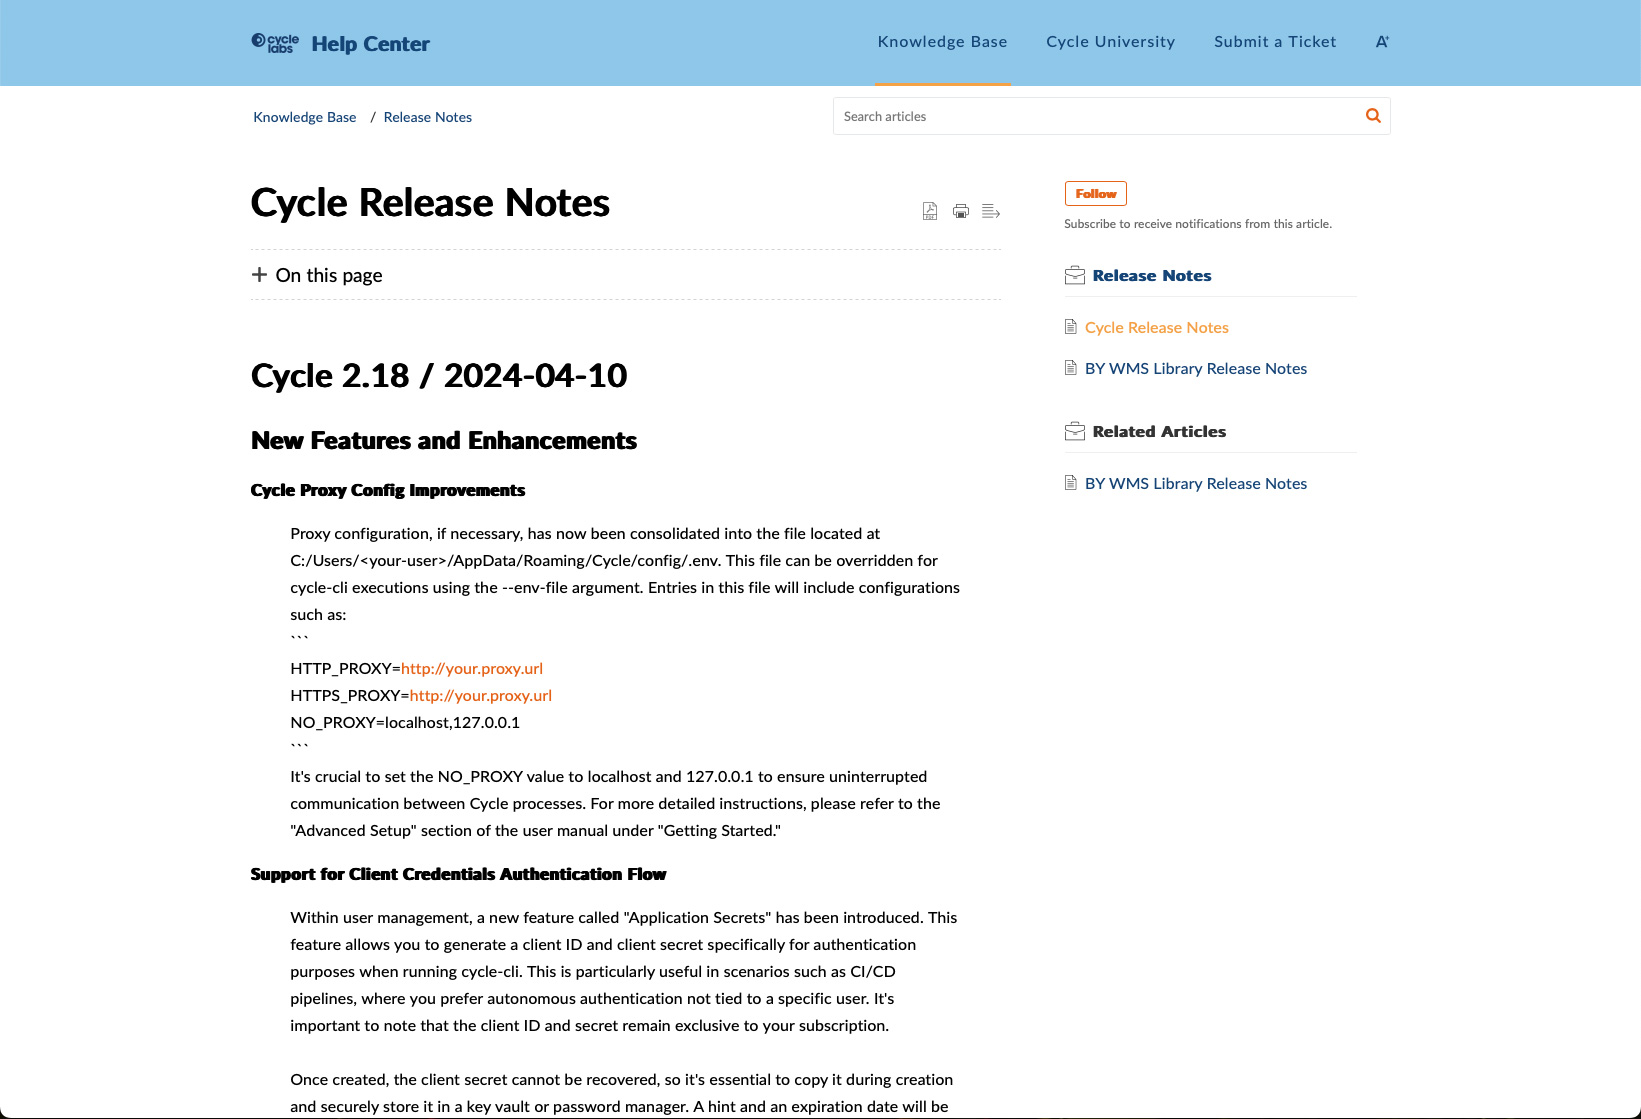 cycle labs Help Center
Knowledge Base Cycle University Submit a Ticket A+
Knowledge Base / Release Notes
Search articles
Cycle Release Notes
PDF
+ On this page
Cycle 2.18 / 2024-04-10
New Features and Enhancements
Cycle Proxy Config Improvements
Proxy configuration, if necessary, has now been consolidated into the file located at
C:/Users/<your-user>/AppData/Roaming/Cycle/config/.env. This file can be overridden for
cycle-cli executions using the --env-file argument. Entries in this file will include configurations
such as:
```
HTTP_PROXY=http://your.proxy.url
HTTPS_PROXY=http://your.proxy.url
NO_PROXY=localhost,127.0.0.1
```
It's crucial to set the NO_PROXY value to localhost and 127.0.0.1 to ensure uninterrupted
communication between Cycle processes. For more detailed instructions, please refer to the
"Advanced Setup" section of the user manual under "Getting Started."
Support for Client Credentials Authentication Flow
Within user management, a new feature called "Application Secrets" has been introduced. This
feature allows you to generate a client ID and client secret specifically for authentication
purposes when running cycle-cli. This is particularly useful in scenarios such as CI/CD
pipelines, where you prefer autonomous authentication not tied to a specific user. It's
important to note that the client ID and secret remain exclusive to your subscription.
Once created, the client secret cannot be recovered, so it's essential to copy it during creation
and securely store it in a key vault or password manager. A hint and an expiration date will be
Follow
Subscribe to receive notifications from this article.
Release Notes
Cycle Release Notes
BY WMS Library Release Notes
Related Articles
BY WMS Library Release Notes